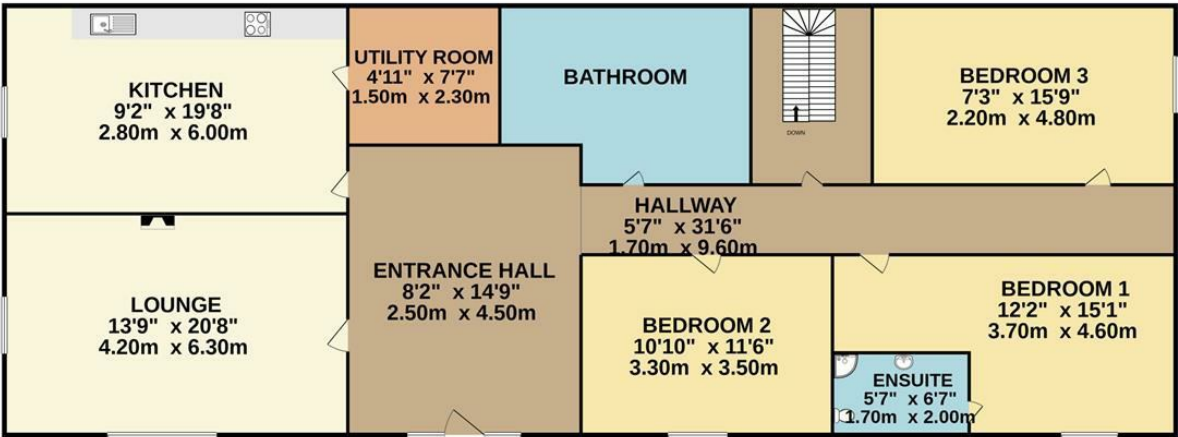 KITCHEN
9'2" x 19'8"
2.80m x 6.00m
UTILITY ROOM
4'11" x 7'7"
1.50m x 2.30m
BATHROOM
DOWN
BEDROOM 3
7'3" x 15'9"
2.20m x 4.80m
HALLWAY
5'7" x 31'6"
1.70m x 9.60m
LOUNGE
13'9" x 20'8"
4.20m x 6.30m
ENTRANCE HALL
8'2" x 14'9"
2.50m x 4.50m
BEDROOM 2
10'10" x 11'6"
3.30m x 3.50m
BEDROOM 1
12'2" x 15'1"
3.70m x 4.60m
ENSUITE
5'7" x 6'7"
1.70m x 2.00m